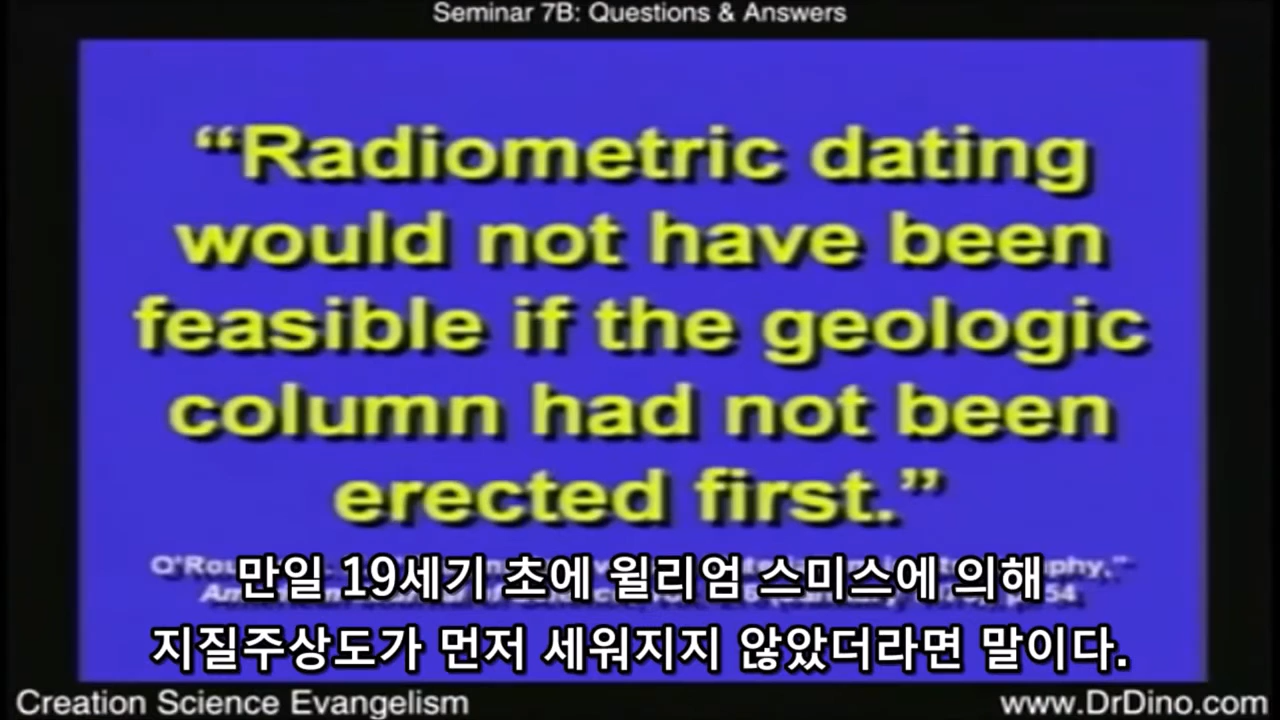 Seminar 7B: Questions & Answers
“Radiometric dating
would not have been
feasible if the geologic
column had not been
erected first.”
만일 19세기 초에 윌리엄 스미스에 의해
지질주상도가 먼저 세워지지 않았더라면 말이다.
Creation Science Evangelism
www.DrDino.com